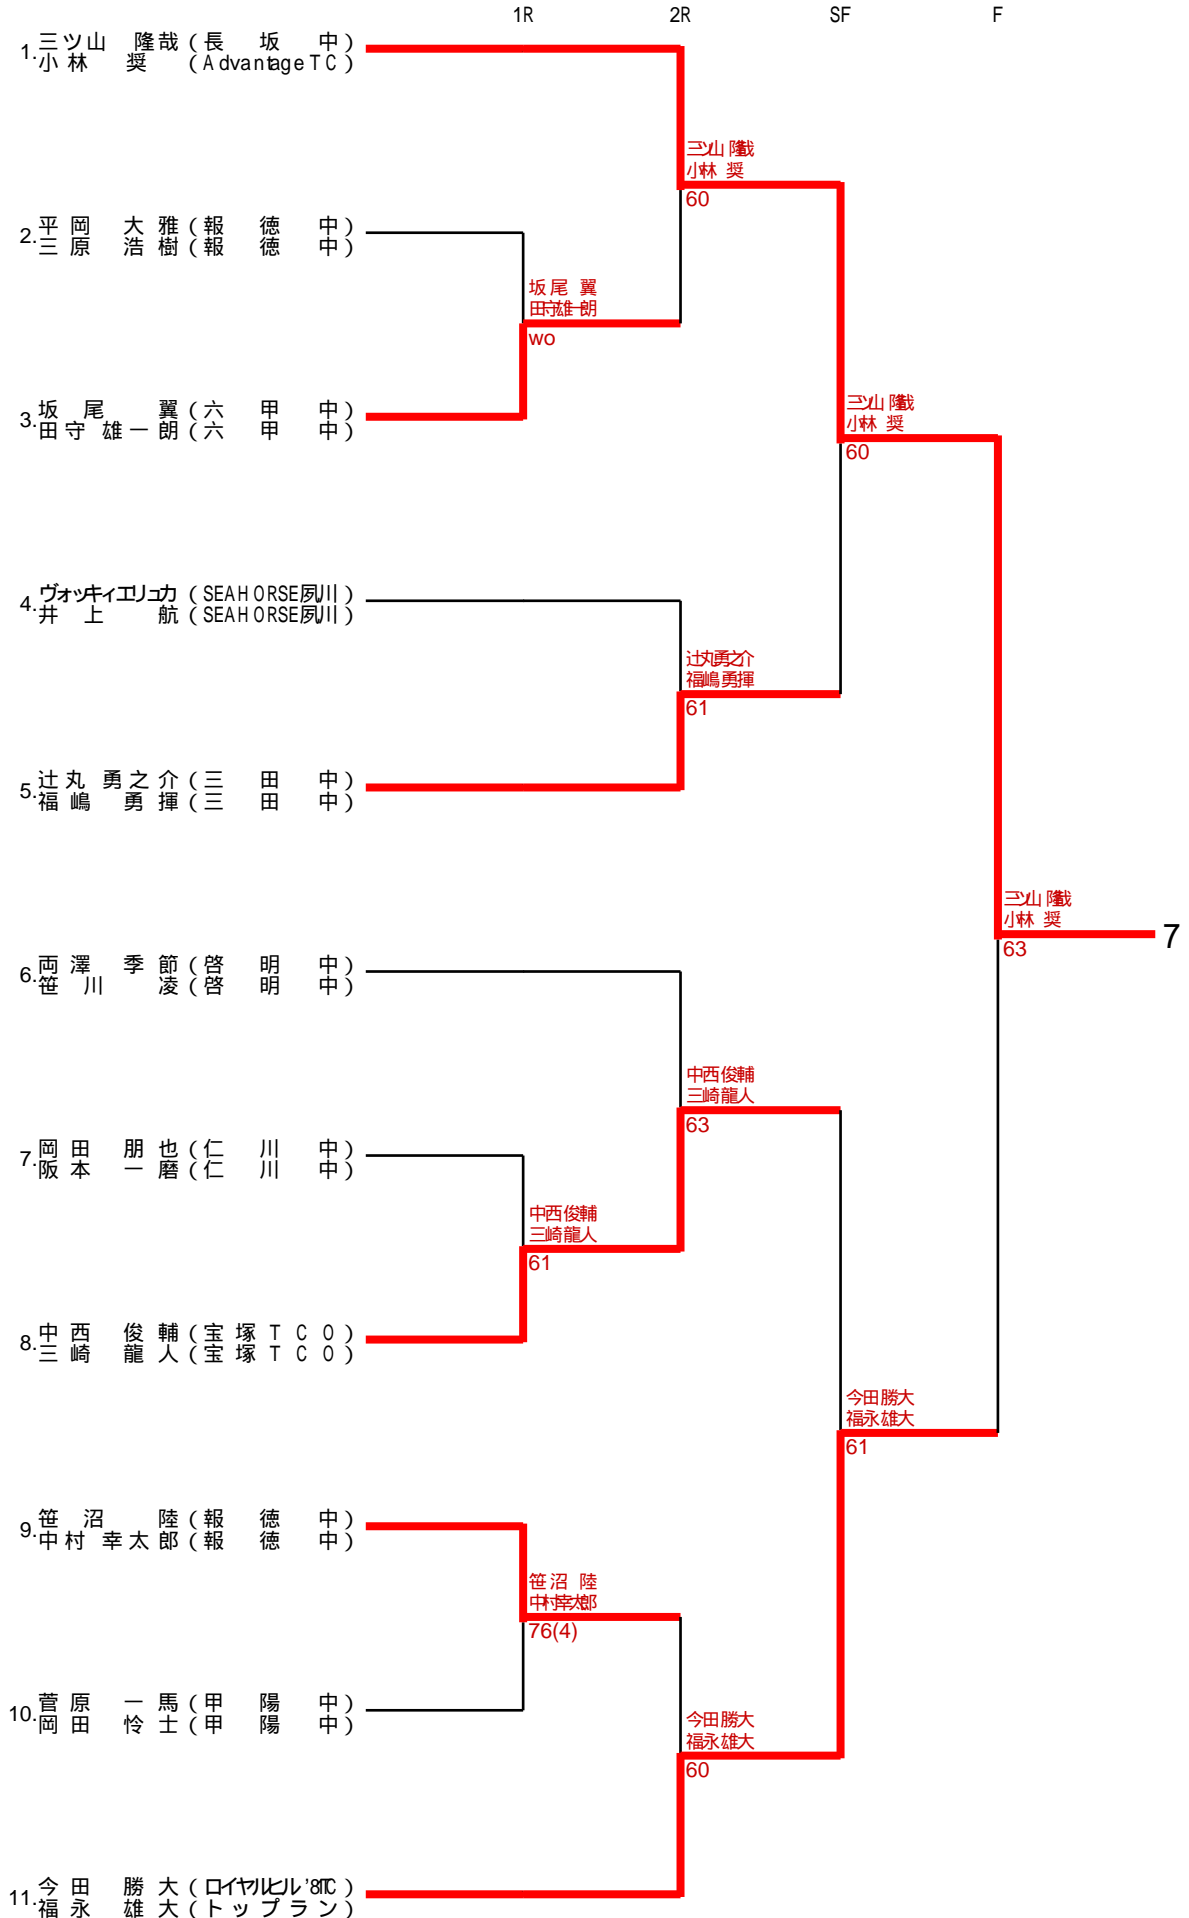 1R 2R SF F
1. 三ツ山 隆哉 (長 坂 中)
小林 奨 (Advantage TC)
三ツ山 隆哉
小林 奨
60
2. 平岡 大雅 (報 徳 中)
三原 浩樹 (報 徳 中)
坂尾 翼
田守雄一朗
wo
3. 坂尾 翼 (六 甲 中)
田守 雄一朗 (六 甲 中)
三ツ山 隆哉
小林 奨
60
4. ヴォッキィエリュカ (SEAHORSE夙川)
井上 航 (SEAHORSE夙川)
辻丸勇之介
福嶋勇揮
61
5. 辻丸 勇之介 (三 田 中)
福嶋 勇揮 (三 田 中)
三ツ山 隆哉
小林 奨
63
7
6. 両澤 季節 (啓 明 中)
笹川 凌 (啓 明 中)
中西俊輔
三崎龍人
63
7. 岡田 朋也 (仁 川 中)
阪本 一磨 (仁 川 中)
中西俊輔
三崎龍人
61
8. 中西 俊輔 (宝塚TCO)
三崎 龍人 (宝塚TCO)
今田勝大
福永雄大
61
9. 笹沼 陸 (報 徳 中)
中村 幸太郎 (報 徳 中)
笹沼 陸
中村幸太郎
76(4)
10. 菅原 一馬 (甲 陽 中)
岡田 怜士 (甲 陽 中)
今田勝大
福永雄大
60
11. 今田 勝大 (ロイヤルヒル'81TC)
福永 雄大 (トップラン)